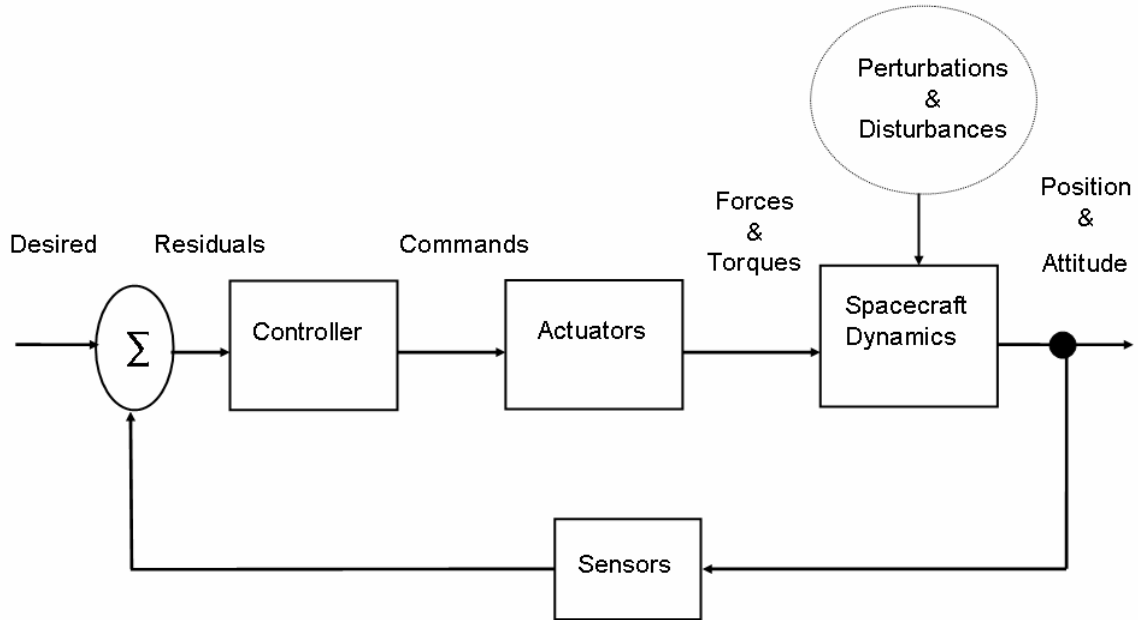 Perturbations
&
Disturbances
Position
&
Attitude
Forces
&
Torques
Desired
Residuals
Commands
Σ
Controller
Actuators
Spacecraft
Dynamics
Sensors